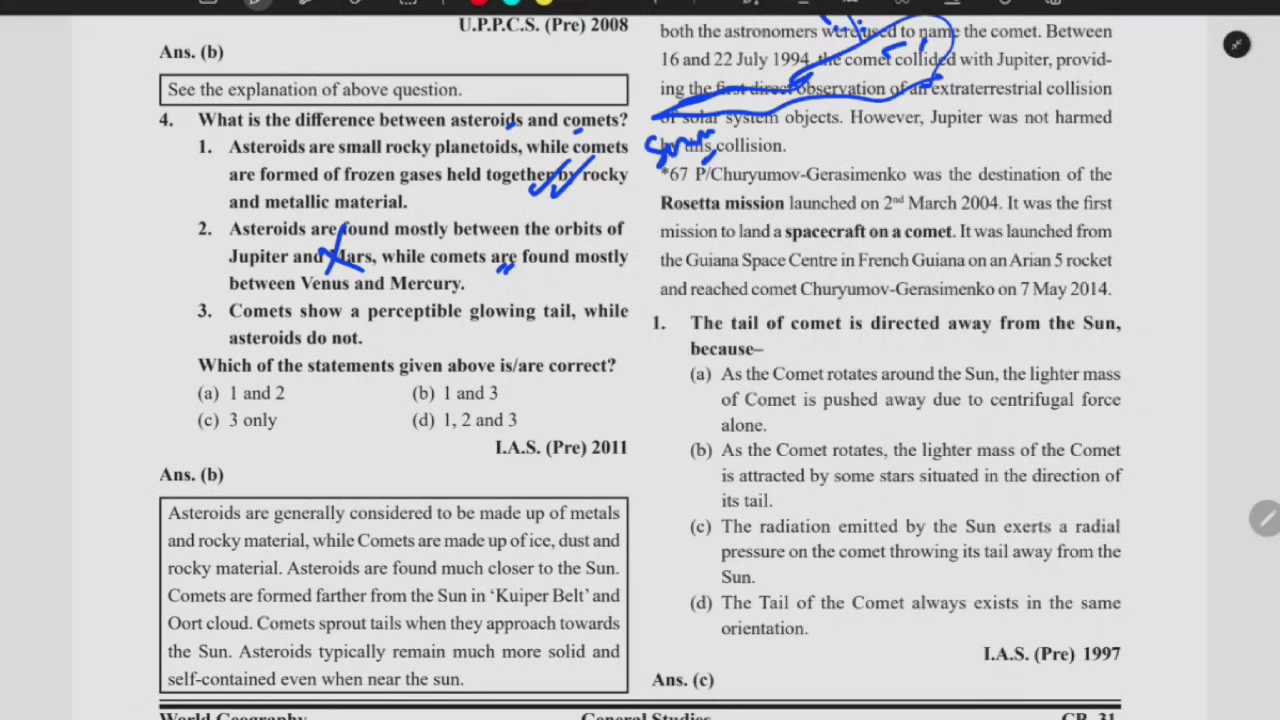 U.P.P.C.S. (Pre) 2008
Ans. (b)
See the explanation of above question.
4. What is the difference between asteroids and comets?
1. Asteroids are small rocky planetoids, while comets
are formed of frozen gases held together by rocky
and metallic material.
2. Asteroids are found mostly between the orbits of
Jupiter and Mars, while comets are found mostly
between Venus and Mercury.
3. Comets show a perceptible glowing tail, while
asteroids do not.
Which of the statements given above is/are correct?
(a) 1 and 2 (b) 1 and 3
(c) 3 only (d) 1, 2 and 3
I.A.S. (Pre) 2011
Ans. (b)
Asteroids are generally considered to be made up of metals
and rocky material, while Comets are made up of ice, dust and
rocky material. Asteroids are found much closer to the Sun.
Comets are formed farther from the Sun in 'Kuiper Belt' and
Oort cloud. Comets sprout tails when they approach towards
the Sun. Asteroids typically remain much more solid and
self-contained even when near the sun.
both the astronomers were used to name the comet. Between
16 and 22 July 1994, the comet collided with Jupiter, provid-
ing the first direct observation of an extraterrestrial collision
of solar system objects. However, Jupiter was not harmed
by this collision.
Sun
*67 P/Churyumov-Gerasimenko was the destination of the
Rosetta mission launched on 2nd March 2004. It was the first
mission to land a spacecraft on a comet. It was launched from
the Guiana Space Centre in French Guiana on an Arian 5 rocket
and reached comet Churyumov-Gerasimenko on 7 May 2014.
1. The tail of comet is directed away from the Sun,
because–
(a) As the Comet rotates around the Sun, the lighter mass
of Comet is pushed away due to centrifugal force
alone.
(b) As the Comet rotates, the lighter mass of the Comet
is attracted by some stars situated in the direction of
its tail.
(c) The radiation emitted by the Sun exerts a radial
pressure on the comet throwing its tail away from the
Sun.
(d) The Tail of the Comet always exists in the same
orientation.
I.A.S. (Pre) 1997
Ans. (c)
World Geography General Studies CB-31